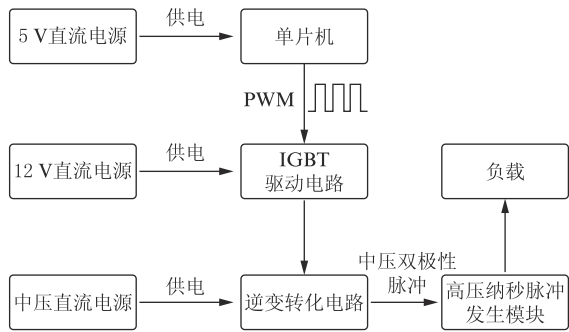 5 V直流电源
供电
单片机
PWM
12 V直流电源
供电
IGBT
驱动电路
负载
中压直流电源
供电
逆变转化电路
中压双极性
脉冲
高压纳秒脉冲
发生模块